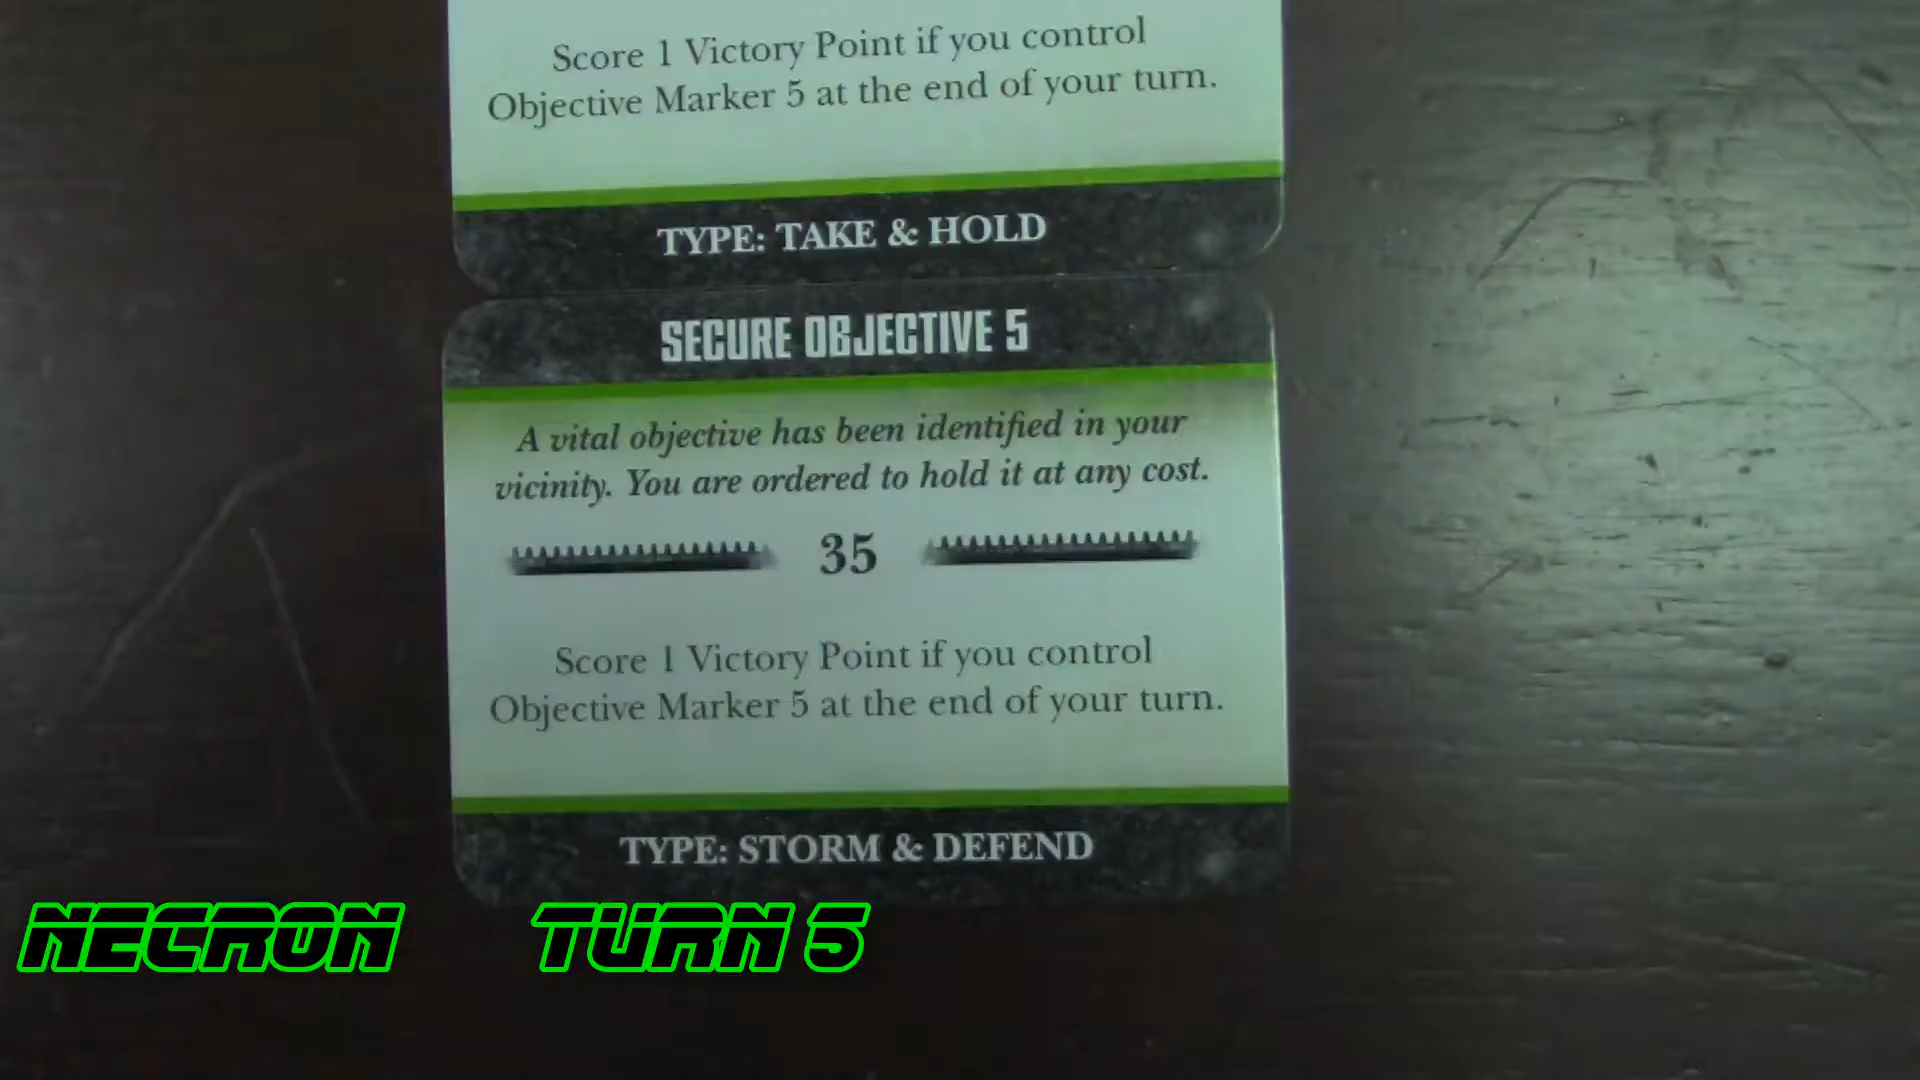 Score 1 Victory Point if you control
Objective Marker 5 at the end of your turn.
TYPE: TAKE & HOLD
SECURE OBJECTIVE 5
A vital objective has been identified in your
vicinity. You are ordered to hold it at any cost.
35
Score 1 Victory Point if you control
Objective Marker 5 at the end of your turn.
TYPE: STORM & DEFEND
NECRON TURN 5